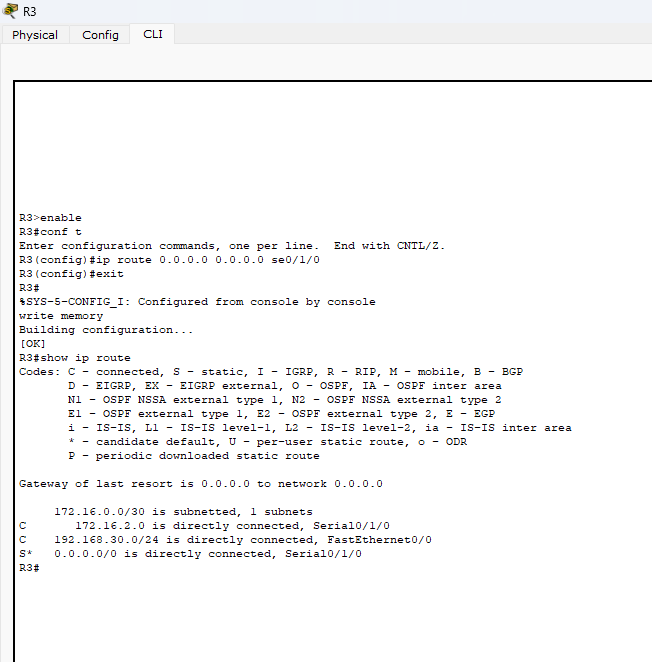 R3
Physical Config CLI
R3>enable
R3#conf t
Enter configuration commands, one per line.  End with CNTL/Z.
R3(config)#ip route 0.0.0.0 0.0.0.0 se0/1/0
R3(config)#exit
R3#
%SYS-5-CONFIG_I: Configured from console by console
write memory
Building configuration...
[OK]
R3#show ip route
Codes: C - connected, S - static, I - IGRP, R - RIP, M - mobile, B - BGP
       D - EIGRP, EX - EIGRP external, O - OSPF, IA - OSPF inter area
       N1 - OSPF NSSA external type 1, N2 - OSPF NSSA external type 2
       E1 - OSPF external type 1, E2 - OSPF external type 2, E - EGP
       i - IS-IS, L1 - IS-IS level-1, L2 - IS-IS level-2, ia - IS-IS inter area
       * - candidate default, U - per-user static route, o - ODR
       P - periodic downloaded static route
Gateway of last resort is 0.0.0.0 to network 0.0.0.0
     172.16.0.0/30 is subnetted, 1 subnets
C       172.16.2.0 is directly connected, Serial0/1/0
C    192.168.30.0/24 is directly connected, FastEthernet0/0
S*   0.0.0.0/0 is directly connected, Serial0/1/0
R3#